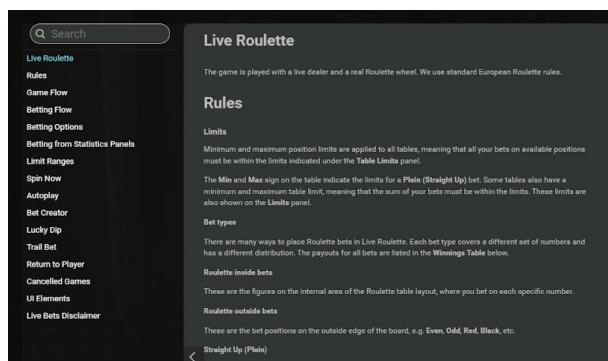 Search
Live Roulette
Rules
Game Flow
Betting Flow
Betting Options
Betting from Statistics Panels
Limit Ranges
Spin Now
Autoplay
Bet Creator
Lucky Dip
Trail Bet
Return to Player
Cancelled Games
UI Elements
Live Bets Disclaimer
Live Roulette
The game is played with a live dealer and a real Roulette wheel. We use standard European Roulette rules.
Rules
Limits
Minimum and maximum position limits are applied to all tables, meaning that all your bets on available positions
must be within the limits indicated under the Table Limits panel.
The Min and Max sign on the table indicate the limits for a Plein (Straight Up) bet. Some tables also have a
minimum and maximum table limit, meaning that the sum of your bets must be within the limits. These limits are
also shown on the Limits panel.
Bet types
There are many ways to place Roulette bets in Live Roulette. Each bet type covers a different set of numbers and
has a different distribution. The payouts for all bets are listed in the Winnings Table below.
Roulette inside bets
These are the figures on the internal area of the Roulette table layout, where you bet on each specific number.
Roulette outside bets
These are the bet positions on the outside edge of the board, e.g. Even, Odd, Red, Black, etc.
Straight Up (Plein)